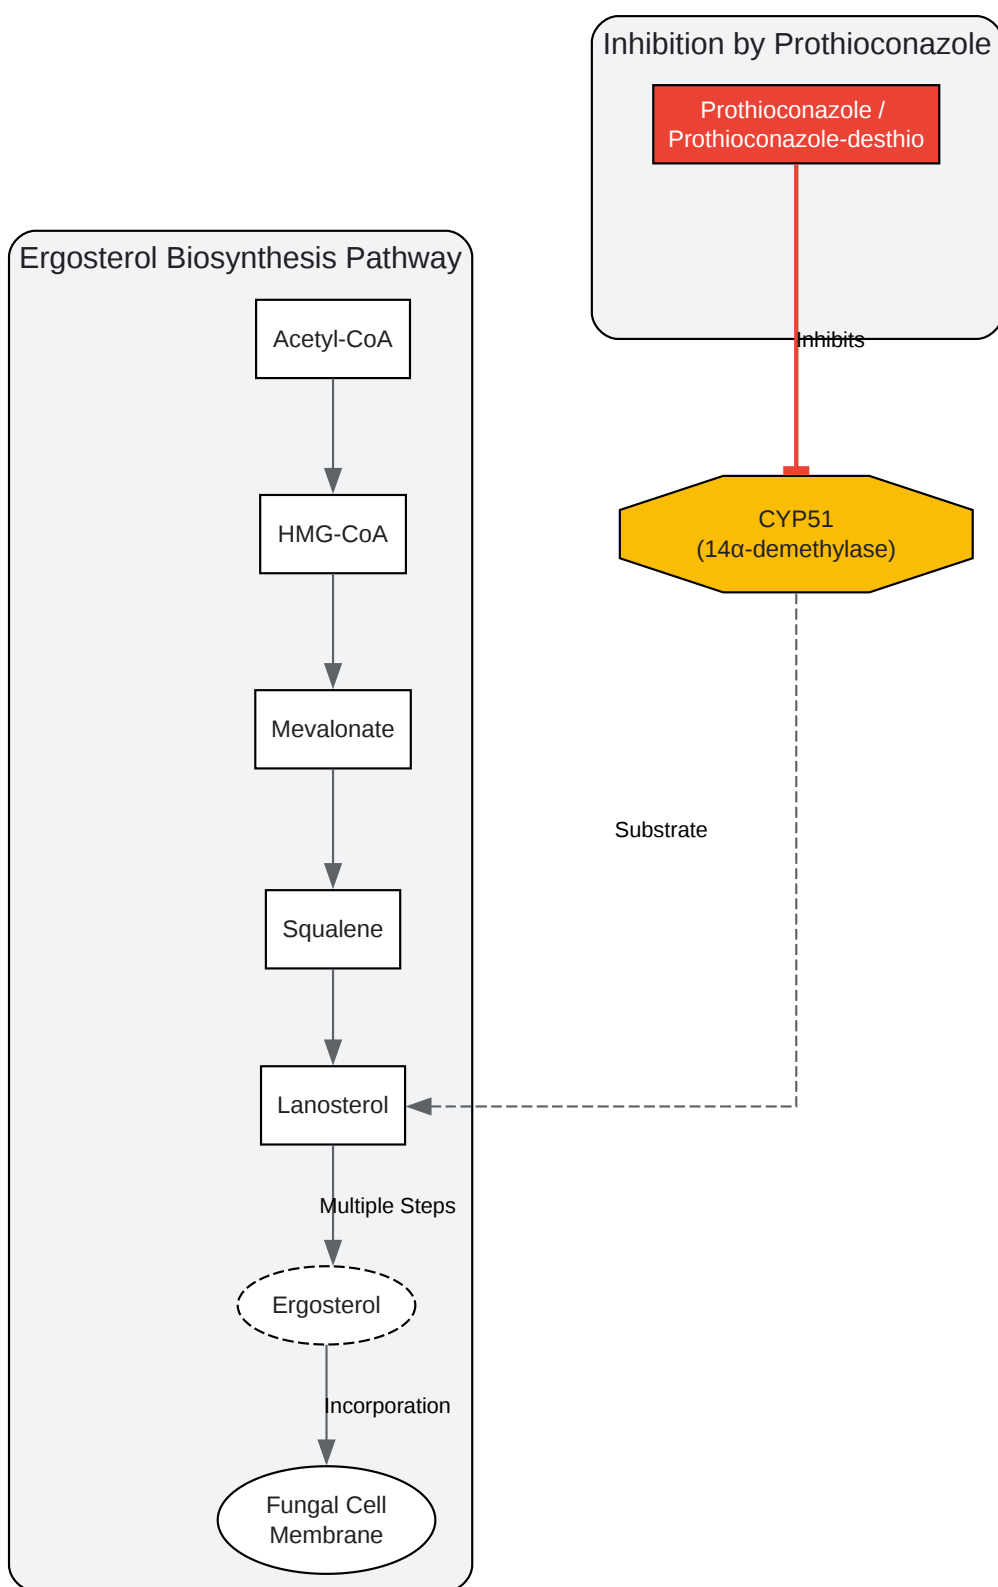 Inhibition by Prothioconazole
Prothioconazole /
Prothioconazole-desthio
Ergosterol Biosynthesis Pathway
Acetyl-CoA
Inhibits
HMG-CoA
CYP51
(14α-demethylase)
Mevalonate
Substrate
Squalene
Lanosterol
Multiple Steps
Ergosterol
Incorporation
Fungal Cell
Membrane